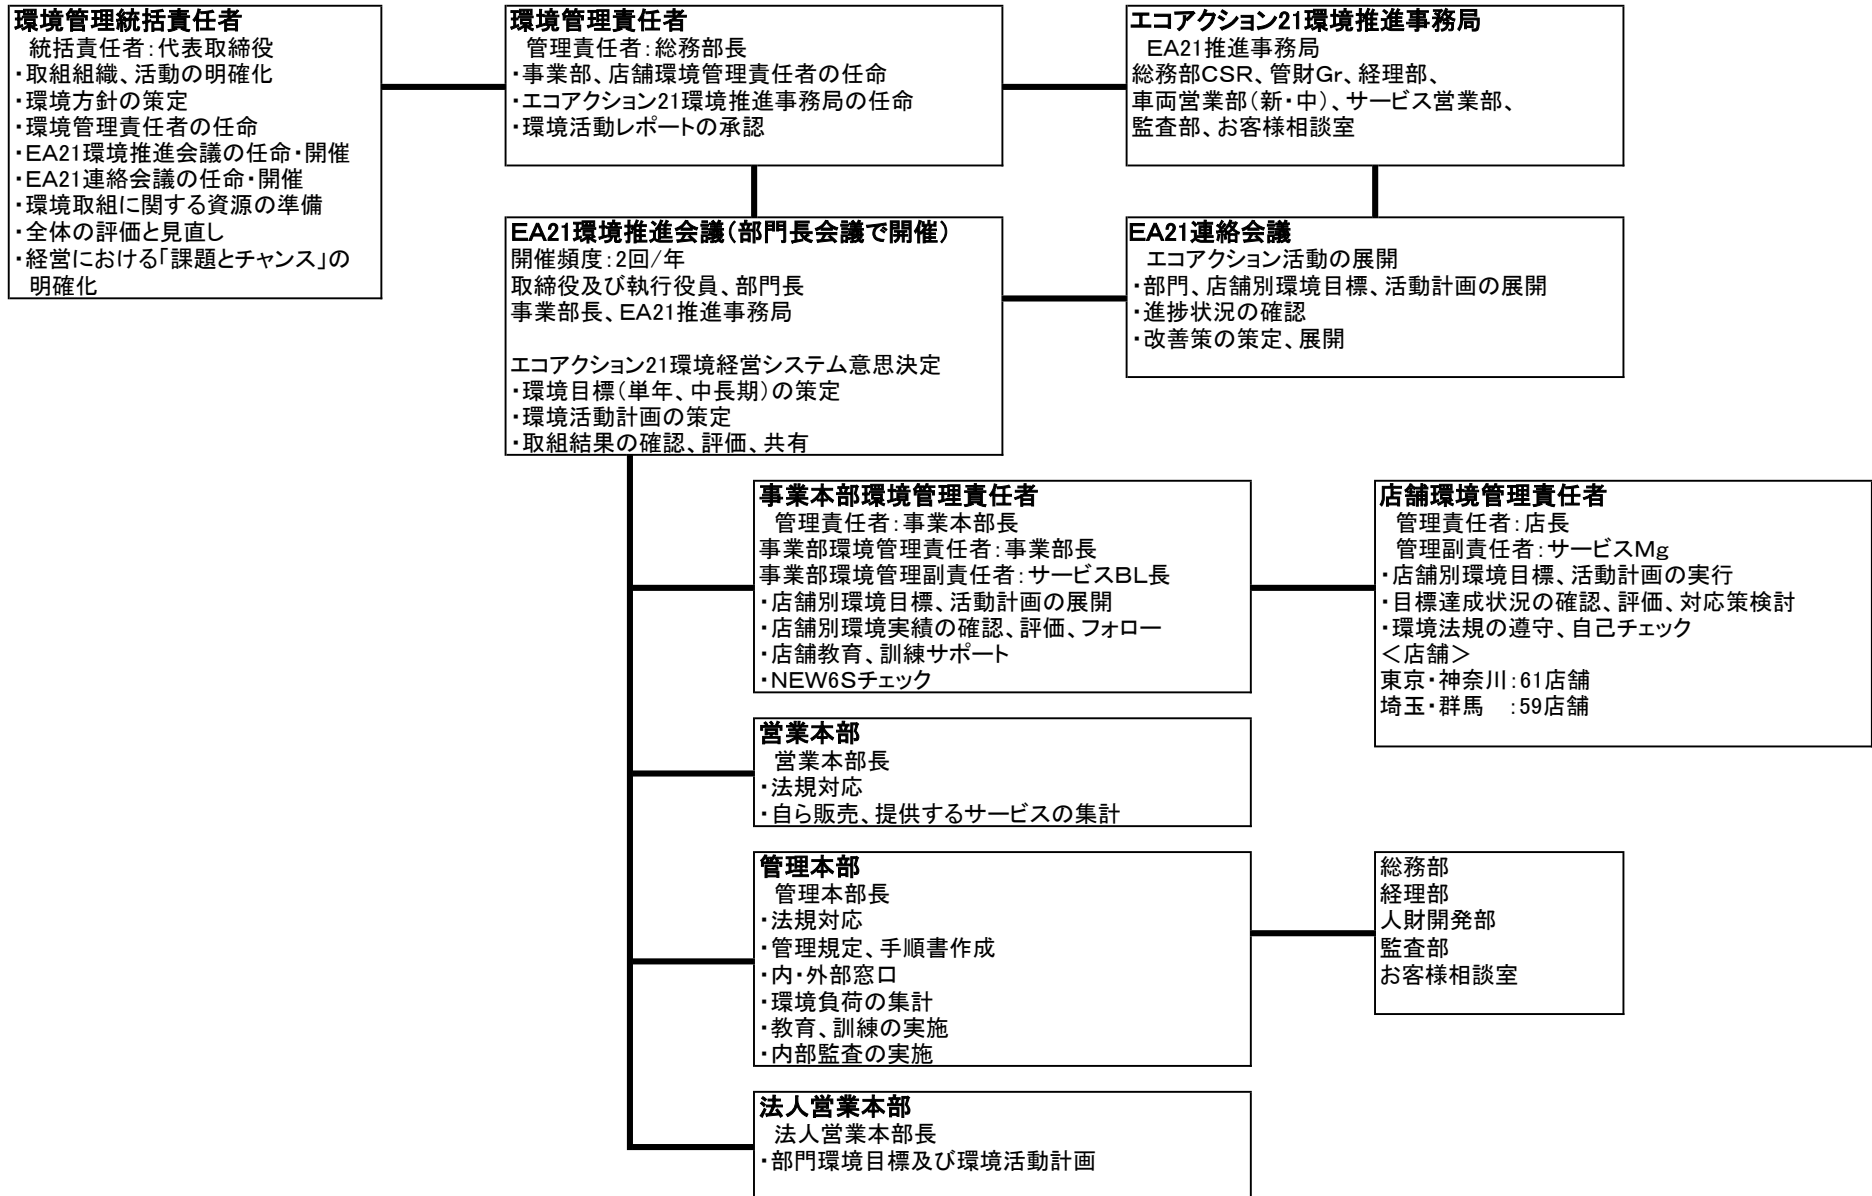 環境管理統括責任者
統括責任者：代表取締役
・取組組織、活動の明確化
・環境方針の策定
・環境管理責任者の任命
・EA21環境推進会議の任命・開催
・EA21連絡会議の任命・開催
・環境取組に関する資源の準備
・全体の評価と見直し
・経営における「課題とチャンス」の
明確化
環境管理責任者
管理責任者：総務部長
・事業部、店舗環境管理責任者の任命
・エコアクション21環境推進事務局の任命
・環境活動レポートの承認
エコアクション21環境推進事務局
EA21推進事務局
総務部CSR、管財Gr、経理部、
車両営業部（新・中）、サービス営業部、
監査部、お客様相談室
EA21環境推進会議（部門長会議で開催）
開催頻度：2回/年
取締役及び執行役員、部門長
事業部長、EA21推進事務局
エコアクション21環境経営システム意思決定
・環境目標（単年、中長期）の策定
・環境活動計画の策定
・取組結果の確認、評価、共有
EA21連絡会議
エコアクション活動の展開
・部門、店舗別環境目標、活動計画の展開
・進捗状況の確認
・改善策の策定、展開
事業本部環境管理責任者
管理責任者：事業本部長
事業部環境管理責任者：事業部長
事業部環境管理副責任者：サービスBL長
・店舗別環境目標、活動計画の展開
・店舗別環境実績の確認、評価、フォロー
・店舗教育、訓練サポート
・NEW6Sチェック
店舗環境管理責任者
管理責任者：店長
管理副責任者：サービスMg
・店舗別環境目標、活動計画の実行
・目標達成状況の確認、評価、対応策検討
・環境法規の遵守、自己チェック
＜店舗＞
東京・神奈川：61店舗
埼玉・群馬　：59店舗
営業本部
営業本部長
・法規対応
・自ら販売、提供するサービスの集計
管理本部
管理本部長
・法規対応
・管理規定、手順書作成
・内・外部窓口
・環境負荷の集計
・教育、訓練の実施
・内部監査の実施
総務部
経理部
人財開発部
監査部
お客様相談室
法人営業本部
法人営業本部長
・部門環境目標及び環境活動計画